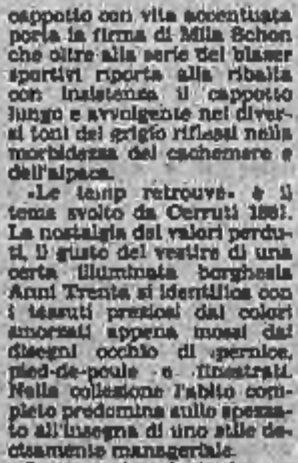 cappotto con vita accentuata
porta la firma di Mila Schon
che oltre alla serie dei blaser
sportivi riporta alla ribalta
con insistenza il cappotto
lungo e avvolgente nei diver-
si toni del grigio riflessi nella
morbidezza del cachemere e
dell'alpaca.
«Le temp retrouvé» è il
tema svolto da Cerruti 1881.
La nostalgia dei valori perdu-
ti, il gusto del vestire di una
certa illuminata borghesia
Anni Trenta si identifica con
i tessuti preziosi dai colori
smorzati appena mossi dai
disegni occhio di pernice,
pied-de-poule e finestrati.
Nella collezione l'abito com-
pleto predomina sullo spezza-
to all'insegna di uno stile de-
cisamente manageriale.